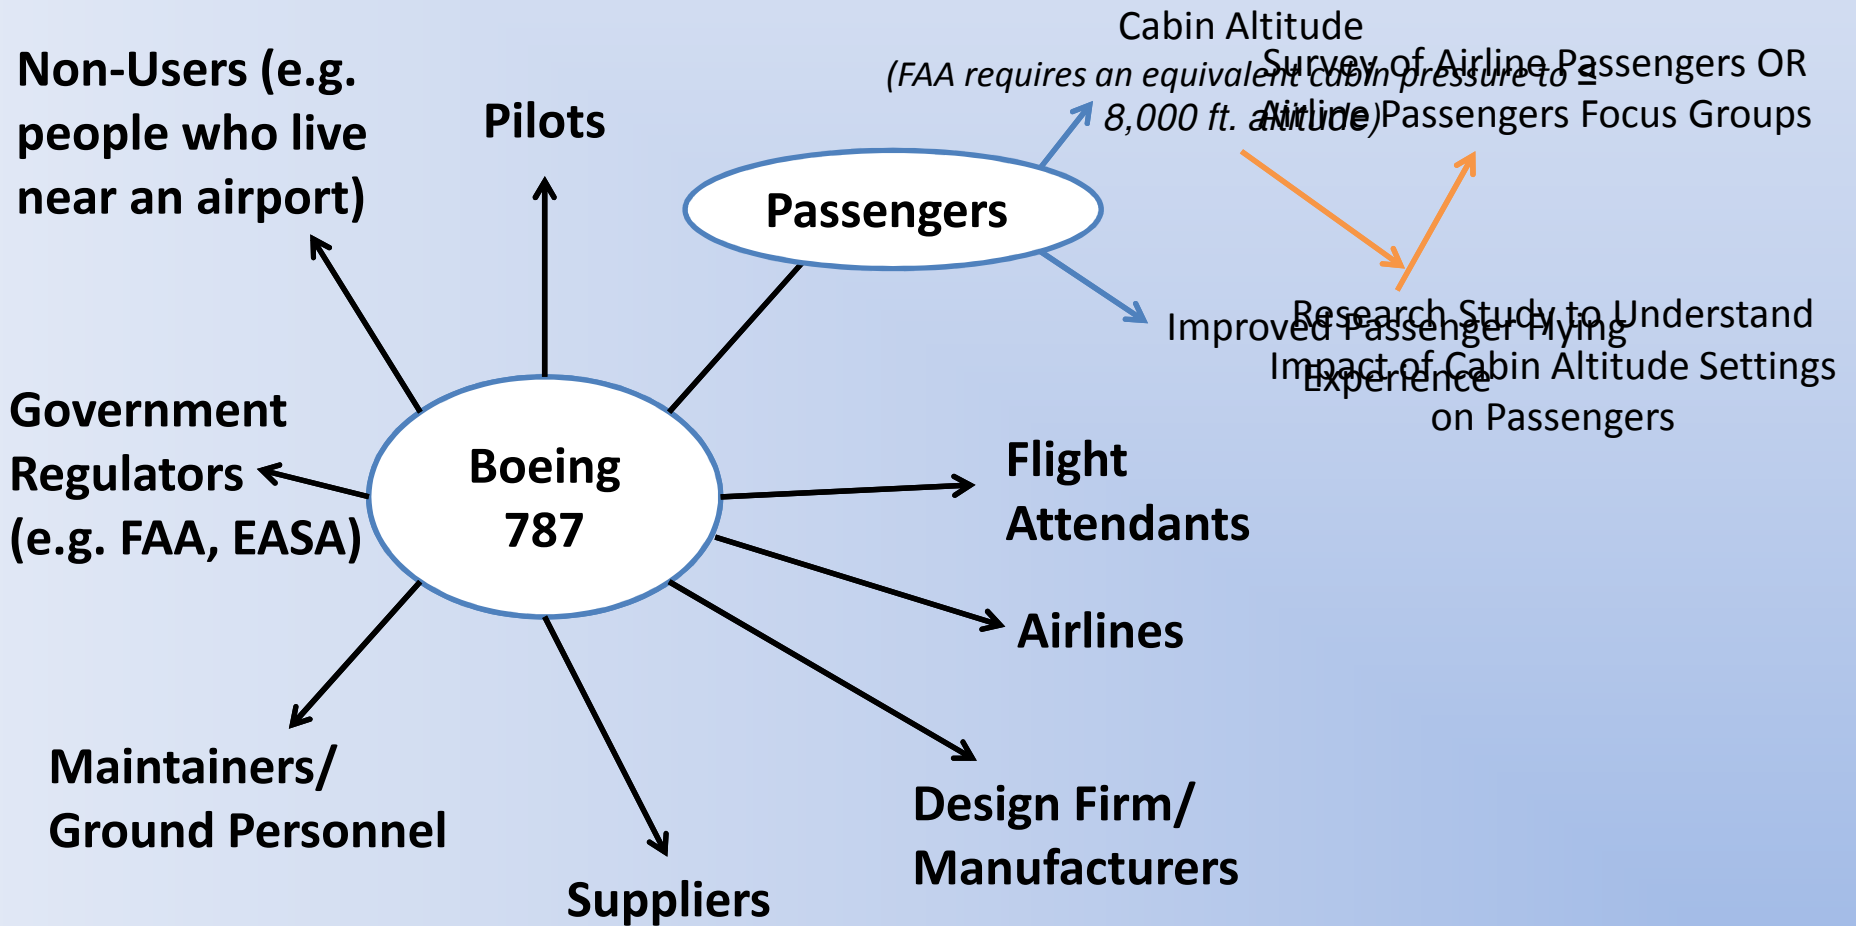 Cabin Altitude
(FAA requires an equivalent cabin pressure to ≤
8,000 ft. altitude)
Survey of Airline Passengers OR
Airline Passengers Focus Groups
Non-Users (e.g.
people who live
near an airport)
Pilots
Passengers
Improved Passenger Flying
Experience
Research Study to Understand
Impact of Cabin Altitude Settings
on Passengers
Government
Regulators
(e.g. FAA, EASA)
Boeing
787
Flight
Attendants
Airlines
Maintainers/
Ground Personnel
Design Firm/
Manufacturers
Suppliers